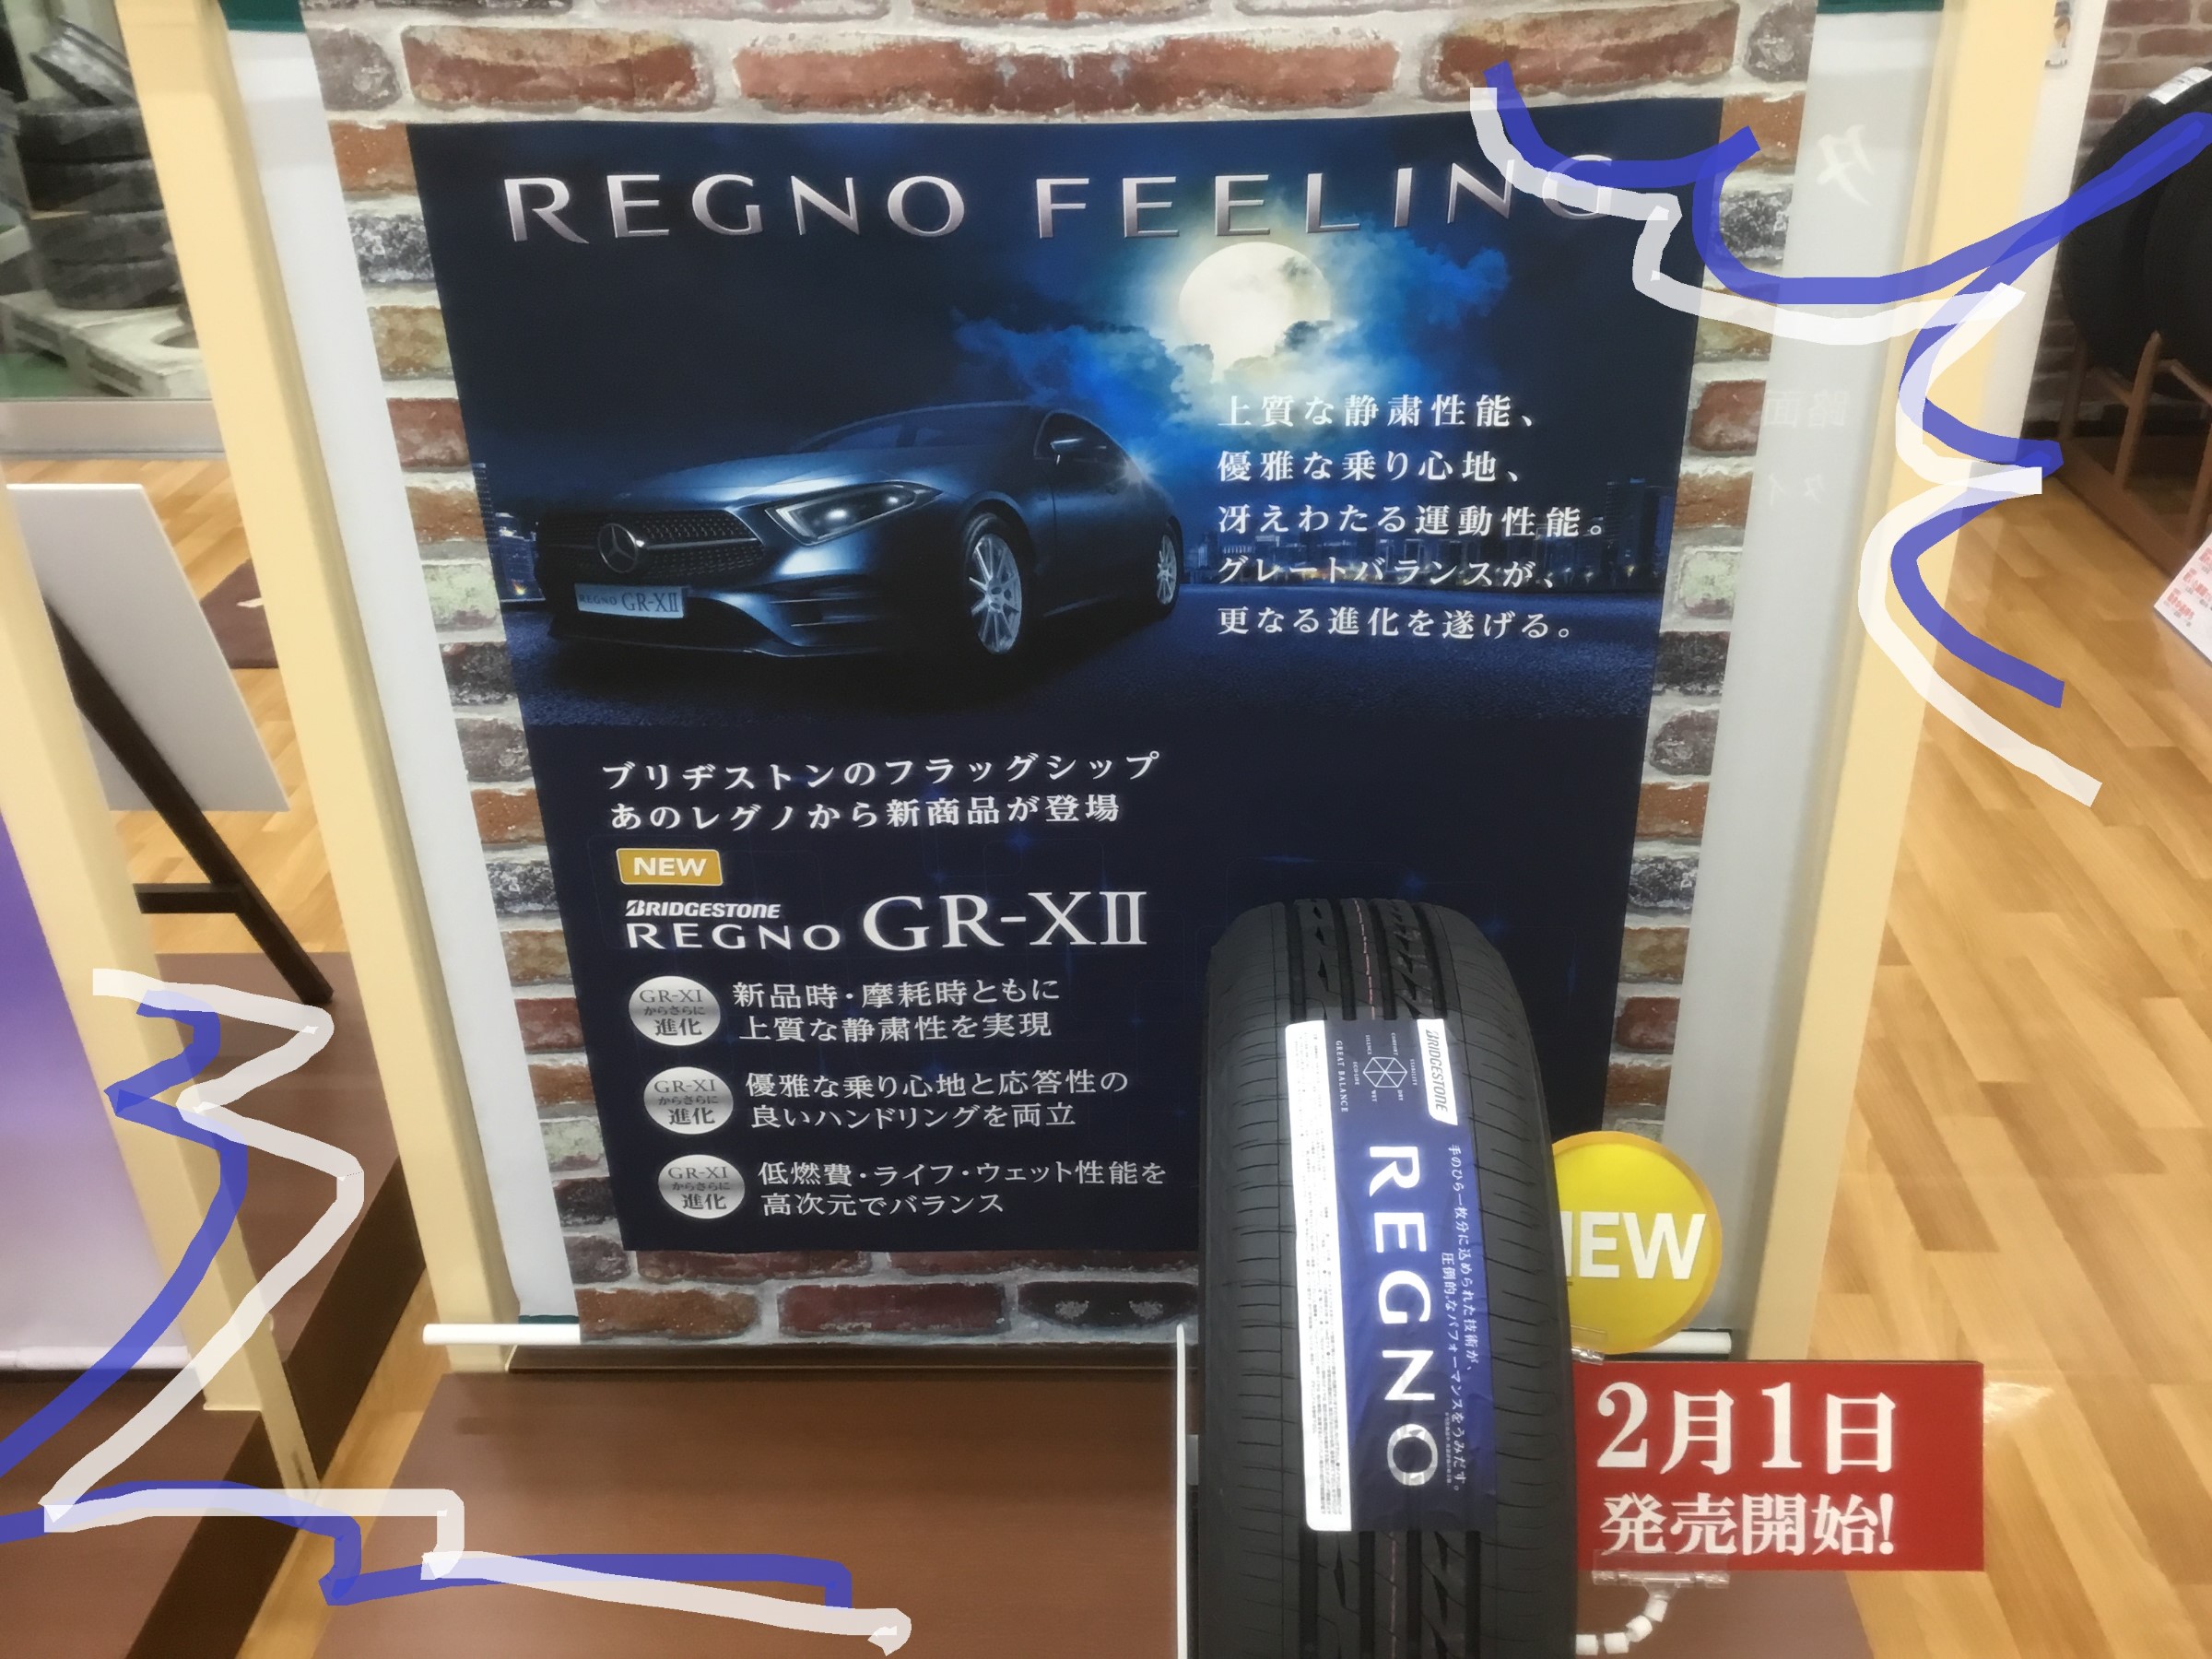 REGNO FEELING
上質な静粛性能、
優雅な乗り心地、
冴えわたる運動性能。
グレートバランスが、
更なる進化を遂げる。
REGNO GR-XⅡ
ブリヂストンのフラッグシップ
あのレグノから新商品が登場
NEW
BRIDGESTONE
REGNO GR-XⅡ
GR-XI
からさらに
進化
新品時・摩耗時ともに
上質な静粛性を実現
GR-XI
からさらに
進化
優雅な乗り心地と応答性の
良いハンドリングを両立
GR-XI
からさらに
進化
低燃費・ライフ・ウェット性能を
高次元でバランス
BRIDGESTONE
REGNO
手のひら一枚分に込められた技術が、
圧倒的なパフォーマンスをうみだす。
GREAT BALANCE
NEW
2月1日
発売開始!